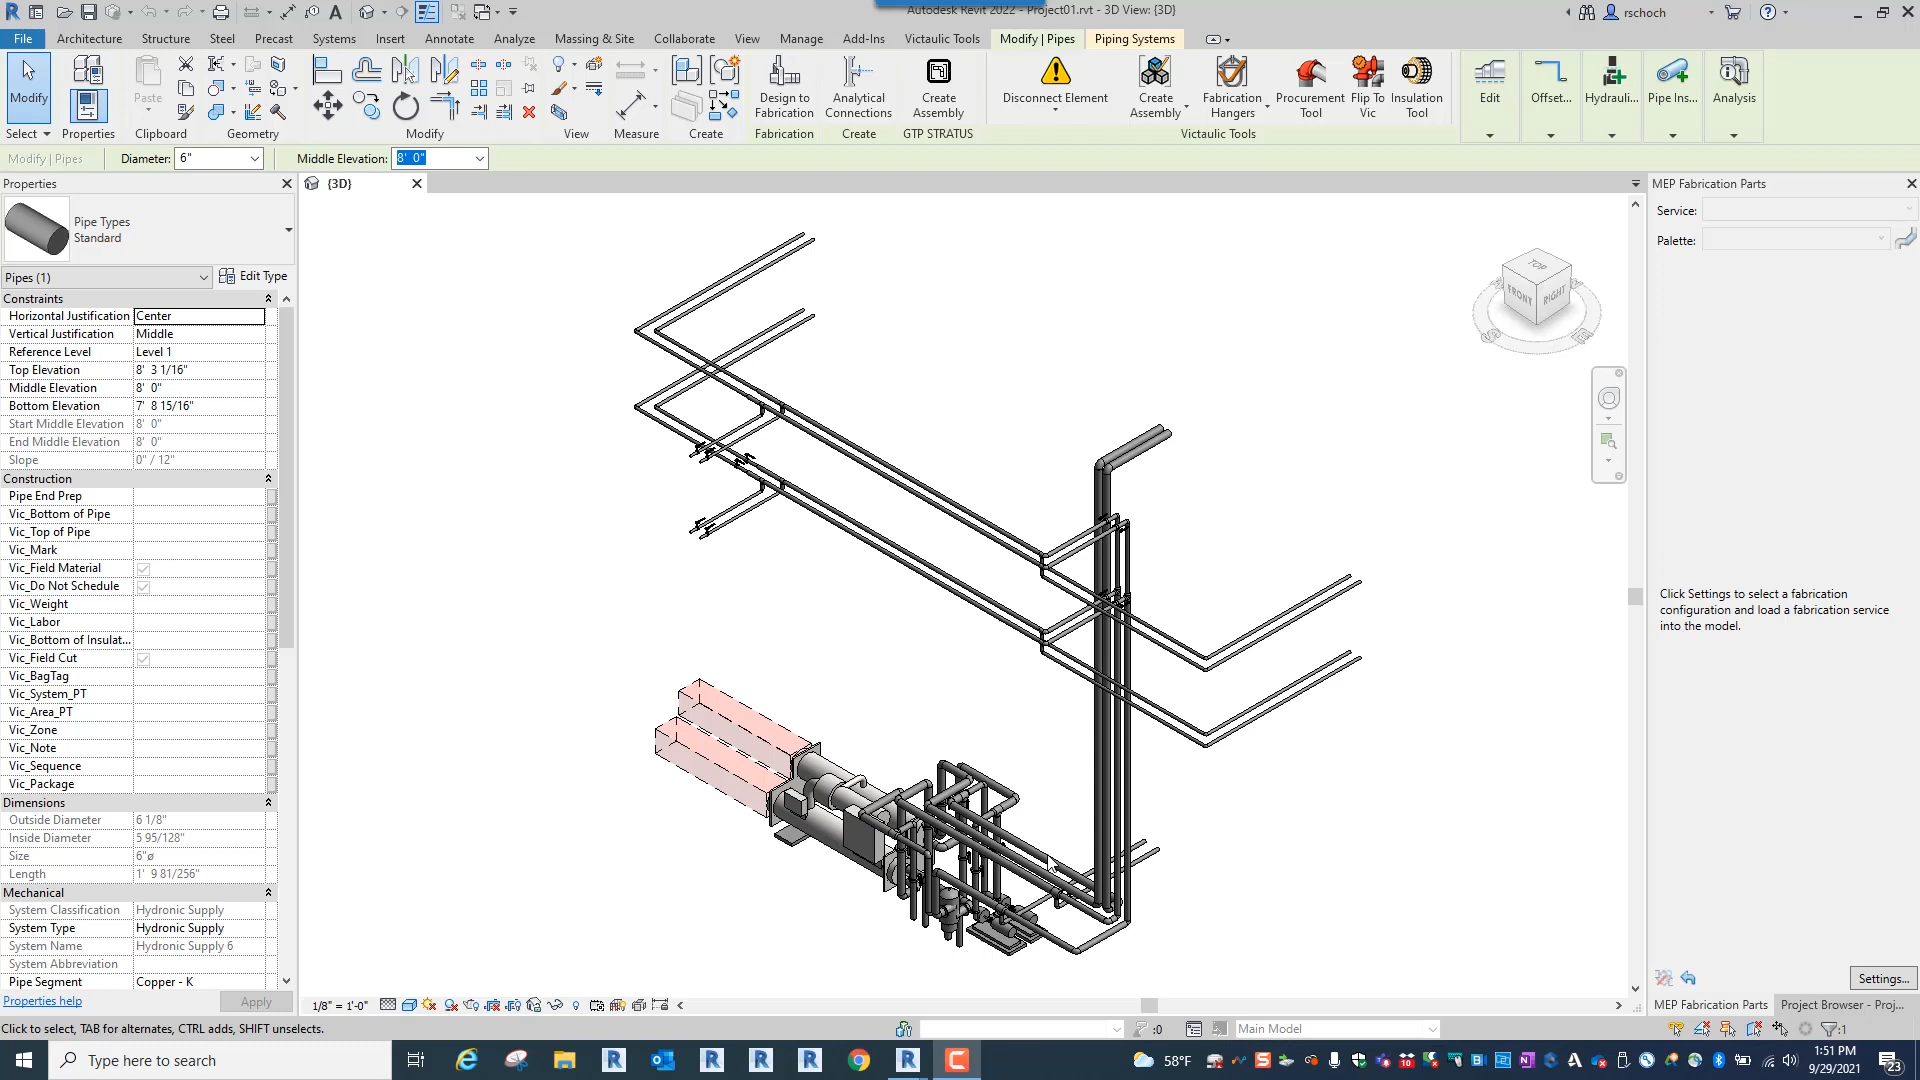 Autodesk Revit 2022 - Project01.rvt - 3D View: {3D}
rschoch
File Architecture Structure Steel Precast Systems Insert Annotate Analyze Massing & Site Collaborate View Manage Add-Ins Victaulic Tools Modify | Pipes Piping Systems
Modify
Paste
Design to Fabrication
Analytical Connections
Create Assembly
Disconnect Element
Create Assembly
Fabrication Hangers
Procurement Tool
Flip To Vic
Insulation Tool
Edit
Offset...
Hydrauli...
Pipe Ins...
Analysis
Select Properties Clipboard Geometry Modify View Measure Create Fabrication Create GTP STRATUS Victaulic Tools
Modify | Pipes Diameter: 6" Middle Elevation: 8' 0"
Properties
{3D}
MEP Fabrication Parts
Pipe Types
Standard
Service:
Palette:
Pipes (1) Edit Type
Constraints
Horizontal Justification Center
Vertical Justification Middle
Reference Level Level 1
Top Elevation 8' 3 1/16"
Middle Elevation 8' 0"
Bottom Elevation 7' 8 15/16"
Start Middle Elevation 8' 0"
End Middle Elevation 8' 0"
Slope 0" / 12"
Construction
Pipe End Prep
Vic_Bottom of Pipe
Vic_Top of Pipe
Vic_Mark
Vic_Field Material
Vic_Do Not Schedule
Vic_Weight
Vic_Labor
Vic_Bottom of Insulat...
Vic_Field Cut
Vic_BagTag
Vic_System_PT
Vic_Area_PT
Vic_Zone
Vic_Note
Vic_Sequence
Vic_Package
Dimensions
Outside Diameter 6 1/8"
Inside Diameter 5 95/128"
Size 6"ø
Length 1' 9 81/256"
Mechanical
System Classification Hydronic Supply
System Type Hydronic Supply
System Name Hydronic Supply 6
System Abbreviation
Pipe Segment Copper - K
Properties help Apply
TOP
FRONT
RIGHT
S
E
Click Settings to select a fabrication
configuration and load a fabrication service
into the model.
Settings...
1/8" = 1'-0"
MEP Fabrication Parts Project Browser - Proj...
Click to select, TAB for alternates, CTRL adds, SHIFT unselects.
:0
Main Model
:1
Type here to search
58°F
1:51 PM
9/29/2021
23